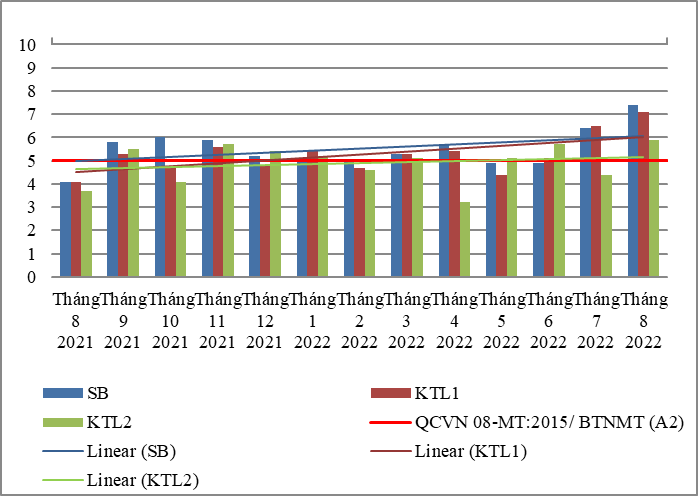 10
9
8
7
6
5
4
3
2
1
0
Tháng 8 2021
Tháng 9 2021
Tháng 10 2021
Tháng 11 2021
Tháng 12 2021
Tháng 1 2022
Tháng 2 2022
Tháng 3 2022
Tháng 4 2022
Tháng 5 2022
Tháng 6 2022
Tháng 7 2022
Tháng 8 2022
SB
KTL1
KTL2
QCVN 08-MT:2015/ BTNMT (A2)
Linear (SB)
Linear (KTL1)
Linear (KTL2)